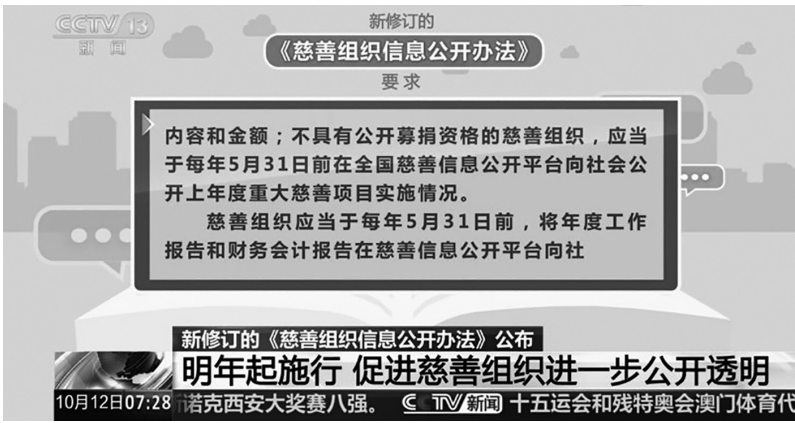 CCTV 13
新闻
新修订的
《慈善组织信息公开办法》
要求
内容和金额；不具有公开募捐资格的慈善组织，应当
于每年5月31日前在全国慈善信息公开平台向社会公
开上年度重大慈善项目实施情况。
慈善组织应当于每年5月31日前，将年度工作
报告和财务会计报告在慈善信息公开平台向社
新修订的《慈善组织信息公开办法》公布
明年起施行 促进慈善组织进一步公开透明
10月12日07:28 斯诺克西安大奖赛八强。 CCTV新闻 十五运会和残特奥会澳门体育代